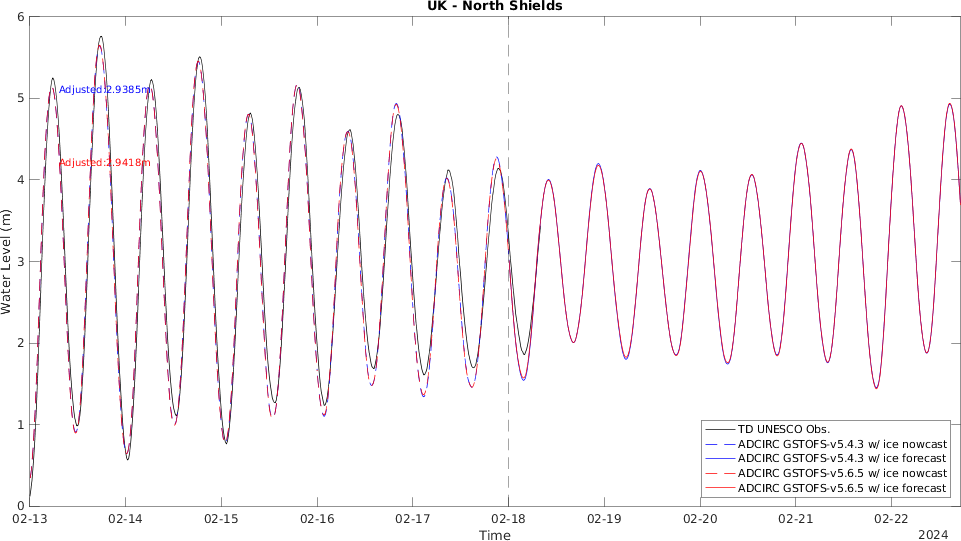 UK - North Shields
6
5
4
3
2
1
0
Water Level (m)
Adjusted:2.9385m
Adjusted:2.9418m
TD UNESCO Obs.
ADCIRC GSTOFS-v5.4.3 w/ ice nowcast
ADCIRC GSTOFS-v5.4.3 w/ ice forecast
ADCIRC GSTOFS-v5.6.5 w/ ice nowcast
ADCIRC GSTOFS-v5.6.5 w/ ice forecast
02-13 02-14 02-15 02-16 02-17 02-18 02-19 02-20 02-21 02-22
Time
2024